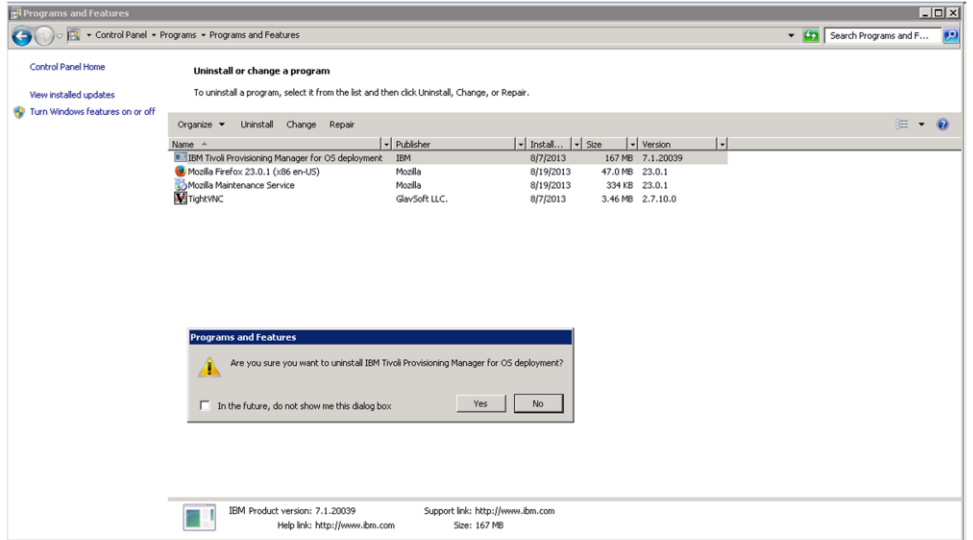 Programs and Features
Control Panel Programs Programs and Features
Search Programs and F...
Control Panel Home
View installed updates
Turn Windows features on or off
Uninstall or change a program
To uninstall a program, select it from the list and then click Uninstall, Change, or Repair.
Organize Uninstall Change Repair
Name Publisher Install... Size Version
IBM Tivoli Provisioning Manager for OS deployment IBM 8/7/2013 167 MB 7.1.20039
Mozilla Firefox 23.0.1 (x86 en-US) Mozilla 8/19/2013 47.0 MB 23.0.1
Mozilla Maintenance Service Mozilla 8/19/2013 334 KB 23.0.1
TightVNC GlavSoft LLC. 8/7/2013 3.46 MB 2.7.10.0
Programs and Features
Are you sure you want to uninstall IBM Tivoli Provisioning Manager for OS deployment?
In the future, do not show me this dialog box
Yes No
IBM Product version: 7.1.20039 Support link: http://www.ibm.com
Help link: http://www.ibm.com Size: 167 MB